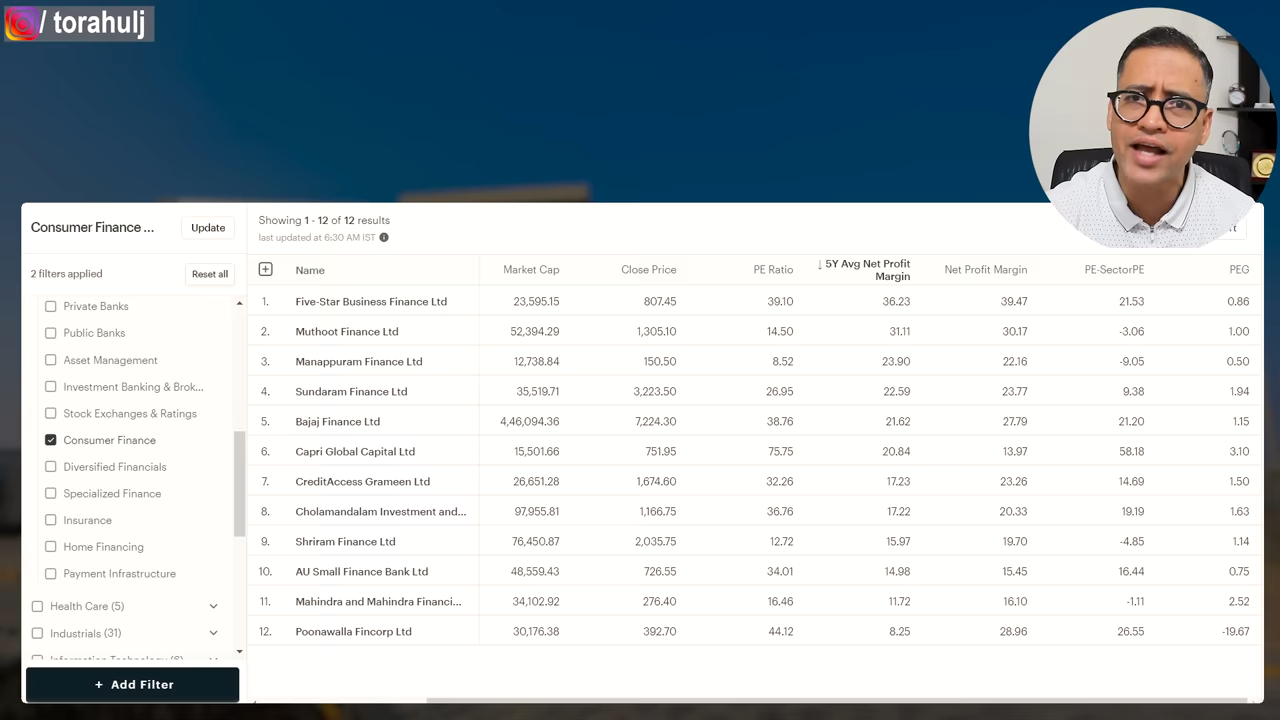 / torahulj
Consumer Finance ...
Update
Showing 1 - 12 of 12 results
last updated at 6:30 AM IST
2 filters applied
Reset all
Private Banks
Public Banks
Asset Management
Investment Banking & Brok...
Stock Exchanges & Ratings
Consumer Finance
Diversified Financials
Specialized Finance
Insurance
Home Financing
Payment Infrastructure
Health Care (5)
Industrials (31)
+ Add Filter
Name Market Cap Close Price PE Ratio ↓ 5Y Avg Net Profit Margin Net Profit Margin PE-SectorPE PEG
1. Five-Star Business Finance Ltd 23,595.15 807.45 39.10 36.23 39.47 21.53 0.86
2. Muthoot Finance Ltd 52,394.29 1,305.10 14.50 31.11 30.17 -3.06 1.00
3. Manappuram Finance Ltd 12,738.84 150.50 8.52 23.90 22.16 -9.05 0.50
4. Sundaram Finance Ltd 35,519.71 3,223.50 26.95 22.59 23.77 9.38 1.94
5. Bajaj Finance Ltd 4,46,094.36 7,224.30 38.76 21.62 27.79 21.20 1.15
6. Capri Global Capital Ltd 15,501.66 751.95 75.75 20.84 13.97 58.18 3.10
7. CreditAccess Grameen Ltd 26,651.28 1,674.60 32.26 17.23 23.26 14.69 1.50
8. Cholamandalam Investment and... 97,955.81 1,166.75 36.76 17.22 20.33 19.19 1.63
9. Shriram Finance Ltd 76,450.87 2,035.75 12.72 15.97 19.70 -4.85 1.14
10. AU Small Finance Bank Ltd 48,559.43 726.55 34.01 14.98 15.45 16.44 0.75
11. Mahindra and Mahindra Financi... 34,102.92 276.40 16.46 11.72 16.10 -1.11 2.52
12. Poonawalla Fincorp Ltd 30,176.38 392.70 44.12 8.25 28.96 26.55 -19.67